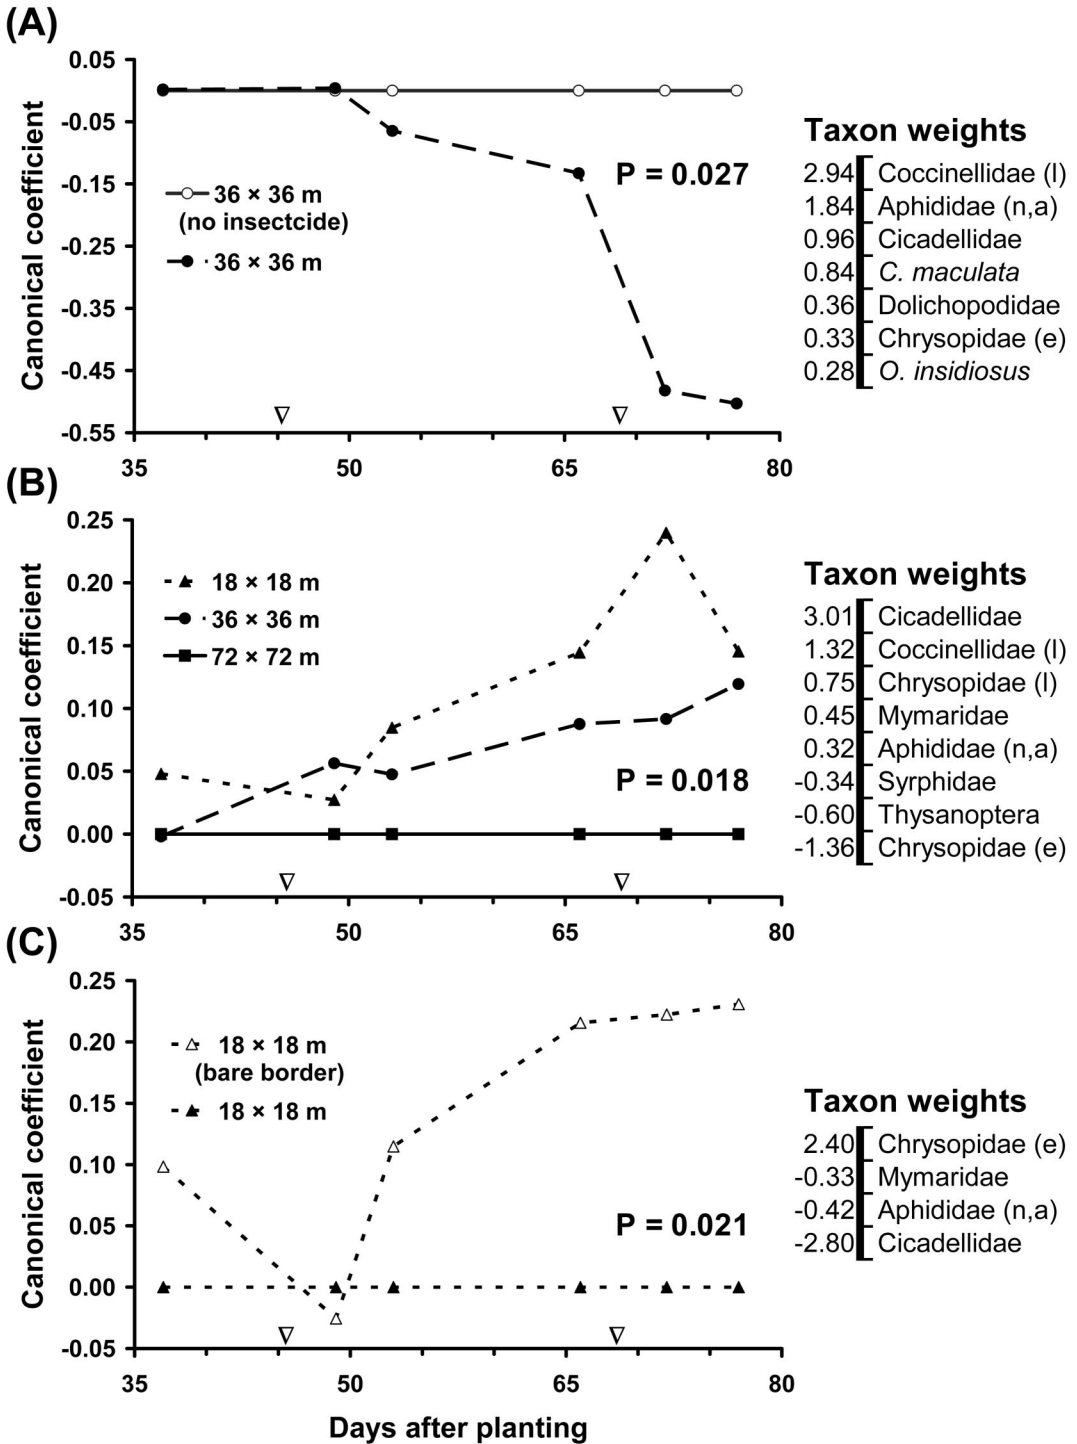 (A)
0.05
-0.05
-0.15
-0.25
-0.35
-0.45
-0.55
Canonical coefficient
36 × 36 m
(no insectcide)
36 × 36 m
P = 0.027
35 50 65 80
Taxon weights
2.94 Coccinellidae (l)
1.84 Aphididae (n,a)
0.96 Cicadellidae
0.84 C. maculata
0.36 Dolichopodidae
0.33 Chrysopidae (e)
0.28 O. insidiosus
(B)
0.25
0.20
0.15
0.10
0.05
0.00
-0.05
Canonical coefficient
18 × 18 m
36 × 36 m
72 × 72 m
P = 0.018
35 50 65 80
Taxon weights
3.01 Cicadellidae
1.32 Coccinellidae (l)
0.75 Chrysopidae (l)
0.45 Mymaridae
0.32 Aphididae (n,a)
-0.34 Syrphidae
-0.60 Thysanoptera
-1.36 Chrysopidae (e)
(C)
0.25
0.20
0.15
0.10
0.05
0.00
-0.05
Canonical coefficient
18 × 18 m
(bare border)
18 × 18 m
P = 0.021
35 50 65 80
Days after planting
Taxon weights
2.40 Chrysopidae (e)
-0.33 Mymaridae
-0.42 Aphididae (n,a)
-2.80 Cicadellidae